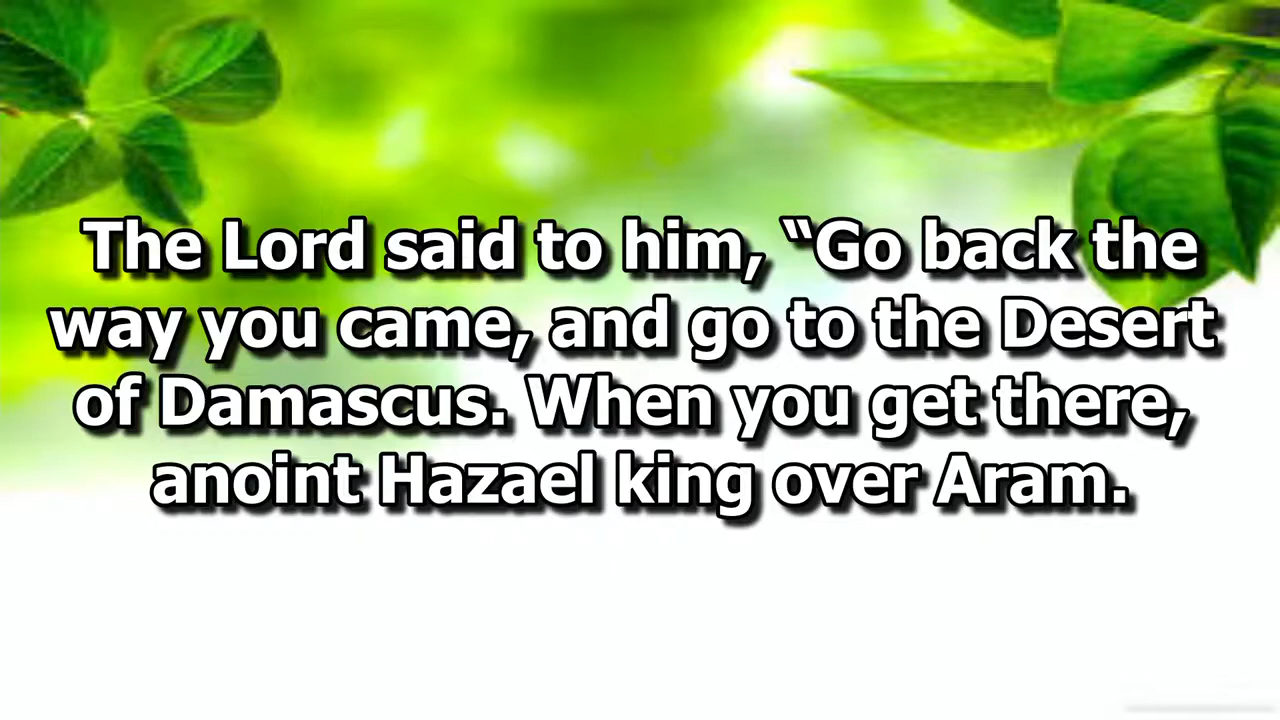 The Lord said to him, “Go back the
way you came, and go to the Desert
of Damascus. When you get there,
anoint Hazael king over Aram.